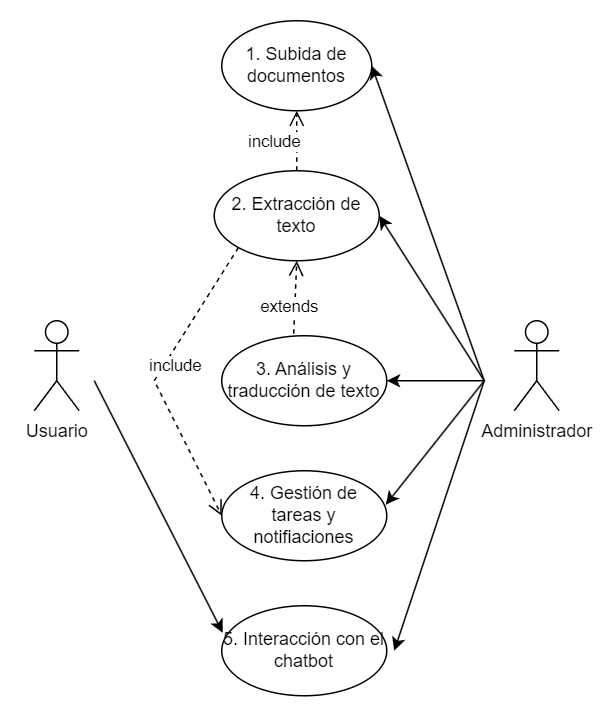 1. Subida de
documentos
include
2. Extracción de
texto
extends
include
3. Análisis y
traducción de texto
Usuario
Administrador
4. Gestión de
tareas y
notifiaciones
5. Interacción con el
chatbot